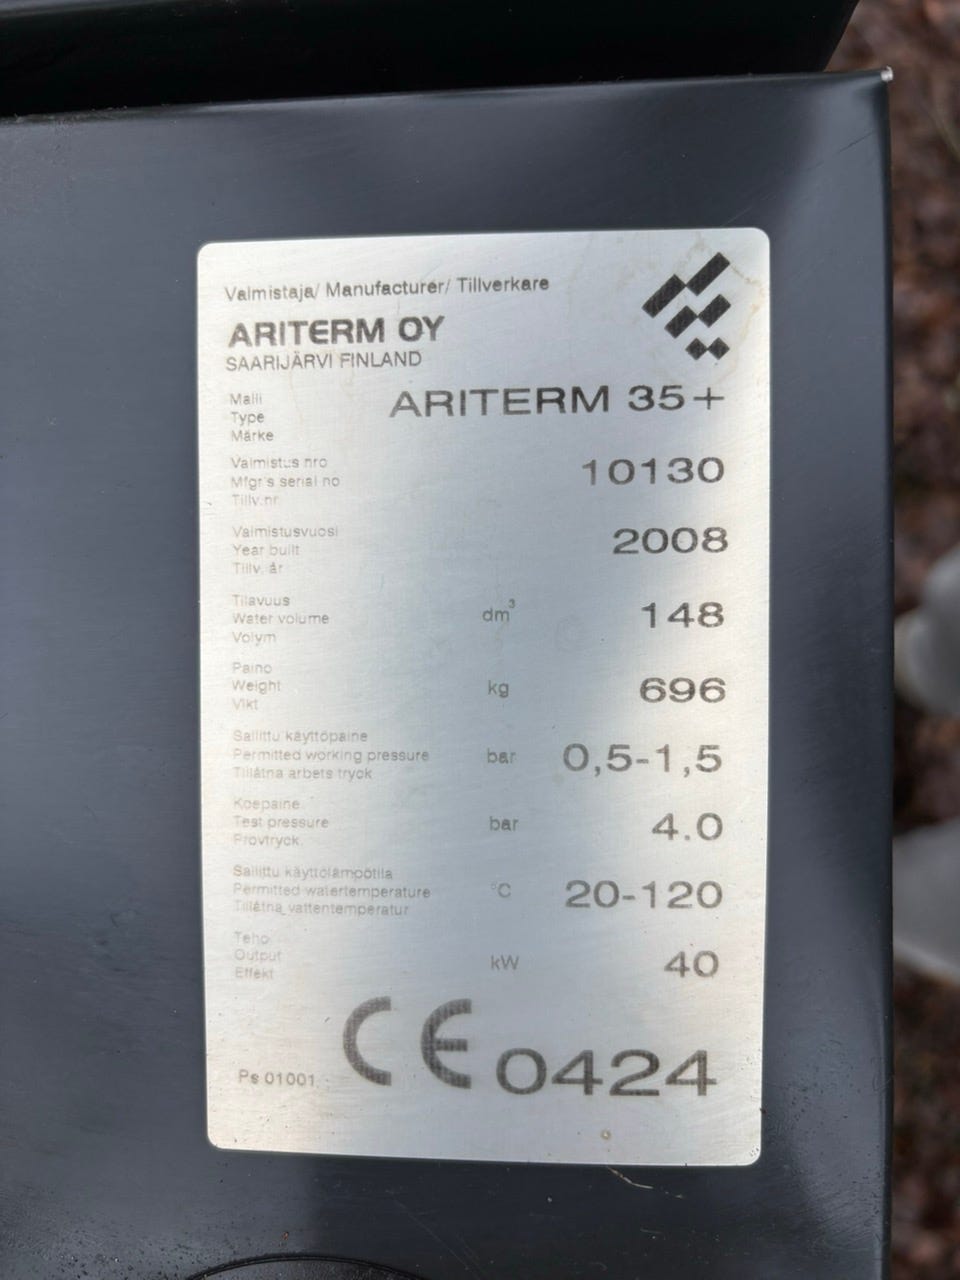 Valmistaja/ Manufacturer/ Tillverkare
ARITERM OY
SAARIJÄRVI FINLAND
Malli
Type
Märke
ARITERM 35+
Valmistus nro
Mfgr's serial no
Tillv.nr
10130
Valmistusvuosi
Year built
Tillv. år
2008
Tilavuus
Water volume
Volym
dm³ 148
Paino
Weight
Vikt
kg 696
Sallittu käyttöpaine
Permitted working pressure
Tillåtna arbets tryck
bar 0,5-1,5
Koepaine
Test pressure
Provtryck
bar 4.0
Sallittu käyttölämpötila
Permitted watertemperature
Tillåtna vattentemperatur
°C 20-120
Teho
Output
Effekt
kW 40
Ps 01001 CE 0424